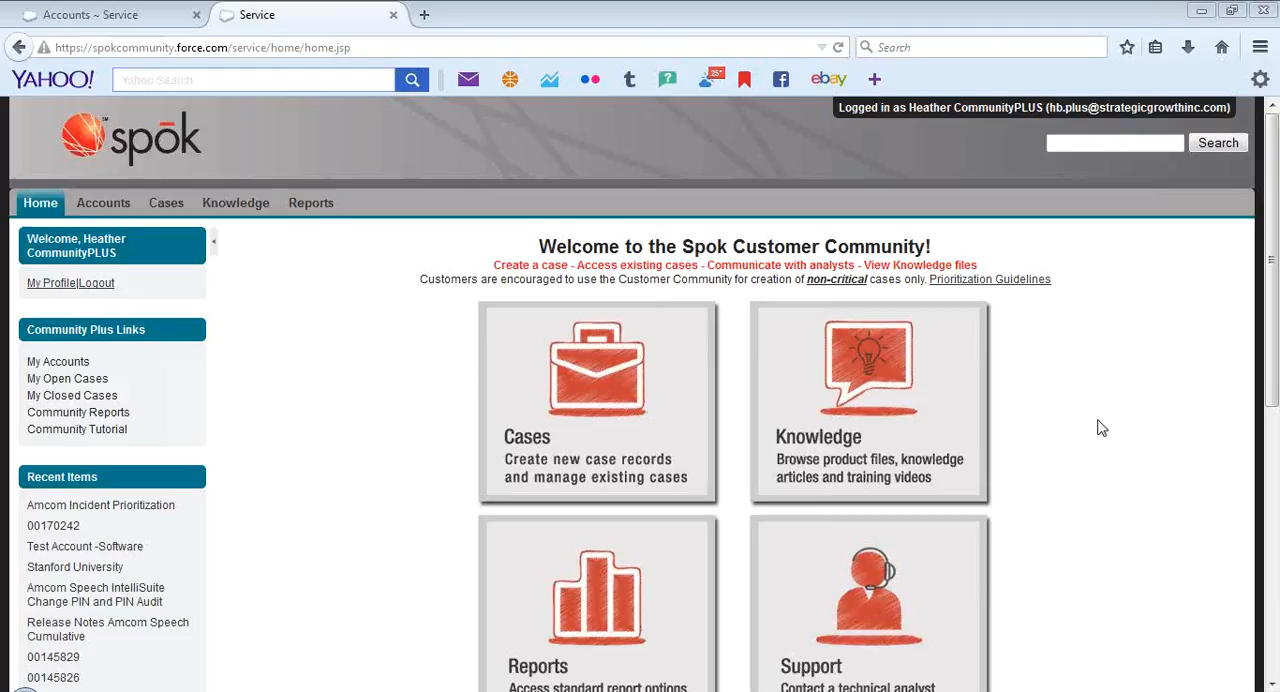 Accounts ~ Service
Service
https://spokcommunity.force.com/service/home/home.jsp
Search
YAHOO!
Yahoo Search
25°
ebay
Logged in as Heather CommunityPLUS (hb.plus@strategicgrowthinc.com)
spōk
Search
Home
Accounts
Cases
Knowledge
Reports
Welcome, Heather
CommunityPLUS
My Profile|Logout
Community Plus Links
My Accounts
My Open Cases
My Closed Cases
Community Reports
Community Tutorial
Recent Items
Amcom Incident Prioritization
00170242
Test Account -Software
Stanford University
Amcom Speech IntelliSuite
Change PIN and PIN Audit
Release Notes Amcom Speech
Cumulative
00145829
00145826
Welcome to the Spok Customer Community!
Create a case - Access existing cases - Communicate with analysts - View Knowledge files
Customers are encouraged to use the Customer Community for creation of non-critical cases only. Prioritization Guidelines
Cases
Create new case records
and manage existing cases
Knowledge
Browse product files, knowledge
articles and training videos
Reports
Access standard report options
Support
Contact a technical analyst